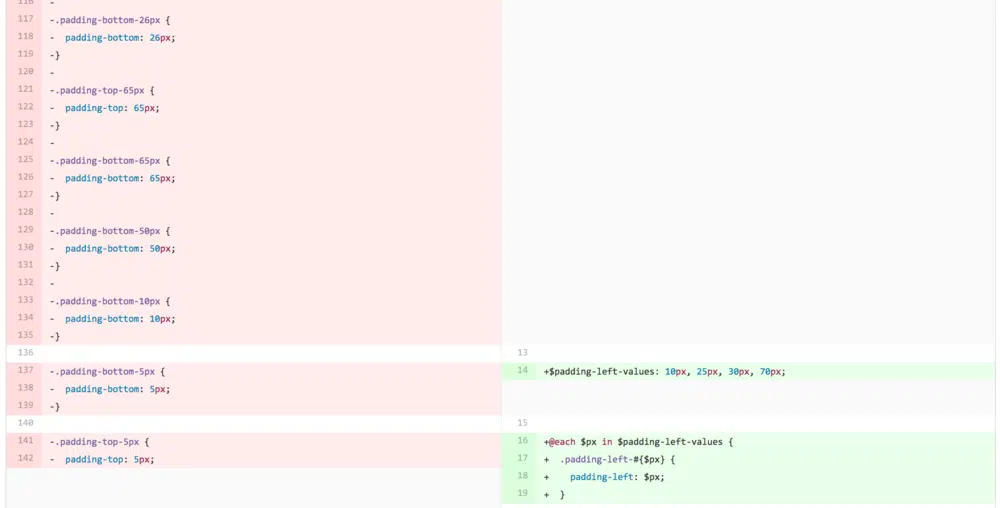 116 -
117 -.padding-bottom-26px {
118 -  padding-bottom: 26px;
119 -}
120 -
121 -.padding-top-65px {
122 -  padding-top: 65px;
123 -}
124 -
125 -.padding-bottom-65px {
126 -  padding-bottom: 65px;
127 -}
128 -
129 -.padding-bottom-50px {
130 -  padding-bottom: 50px;
131 -}
132 -
133 -.padding-bottom-10px {
134 -  padding-bottom: 10px;
135 -}
136
137 -.padding-bottom-5px {
138 -  padding-bottom: 5px;
139 -}
140
141 -.padding-top-5px {
142 -  padding-top: 5px;
13
14 +$padding-left-values: 10px, 25px, 30px, 70px;
15
16 +@each $px in $padding-left-values {
17 +  .padding-left-#{$px} {
18 +    padding-left: $px;
19 +  }